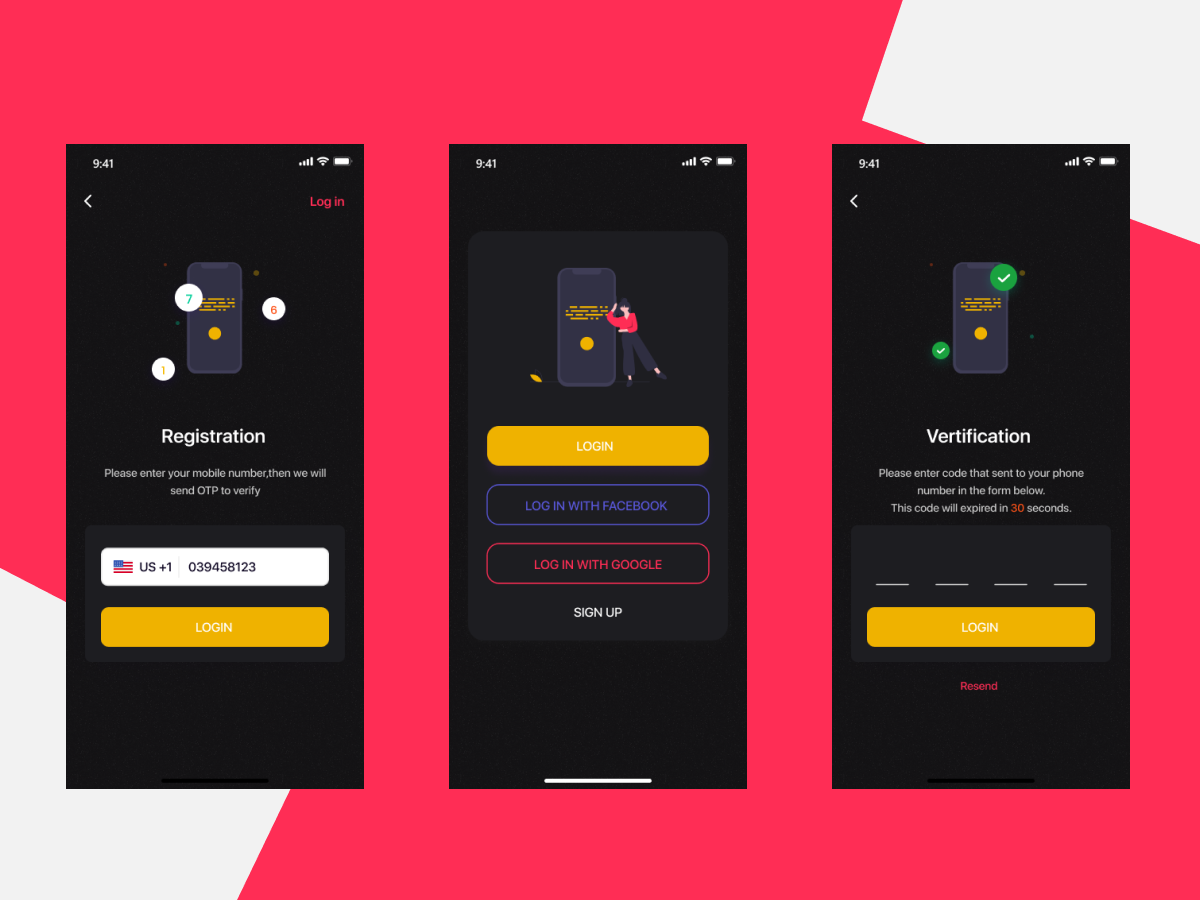 9:41
Log in
7
6
1
Registration
Please enter your mobile number,then we will
send OTP to verify
US +1 039458123
LOGIN
9:41
LOGIN
LOG IN WITH FACEBOOK
LOG IN WITH GOOGLE
SIGN UP
9:41
Vertification
Please enter code that sent to your phone
number in the form below.
This code will expired in 30 seconds.
LOGIN
Resend